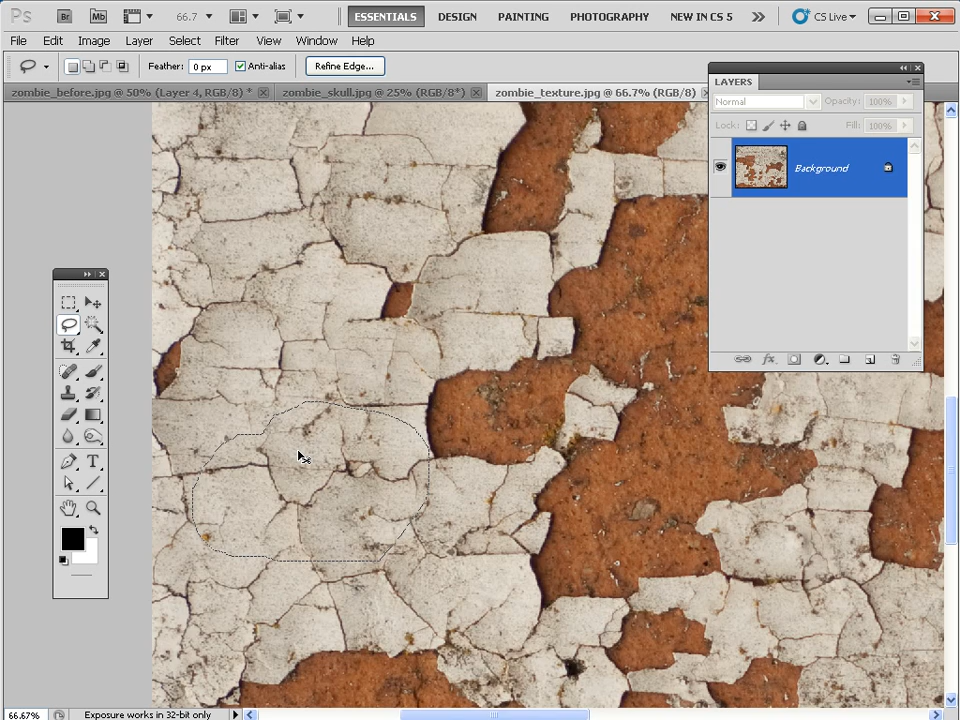 Ps Br Mb 66.7 ESSENTIALS DESIGN PAINTING PHOTOGRAPHY NEW IN CS 5 CS Live
File Edit Image Layer Select Filter View Window Help
Feather: 0 px Anti-alias Refine Edge...
zombie_before.jpg @ 50% (Layer 4, RGB/8) * zombie_skull.jpg @ 25% (RGB/8*) zombie_texture.jpg @ 66.7% (RGB/8)
LAYERS
Normal Opacity: 100%
Lock: Fill: 100%
Background
T
66.67% Exposure works in 32-bit only